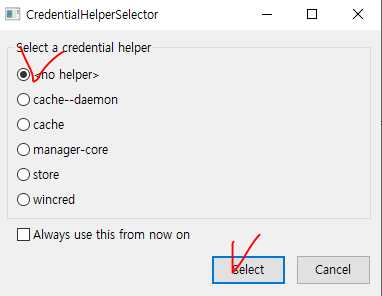 CredentialHelperSelector
Select a credential helper
<no helper>
cache--daemon
cache
manager-core
store
wincred
Always use this from now on
Select
Cancel